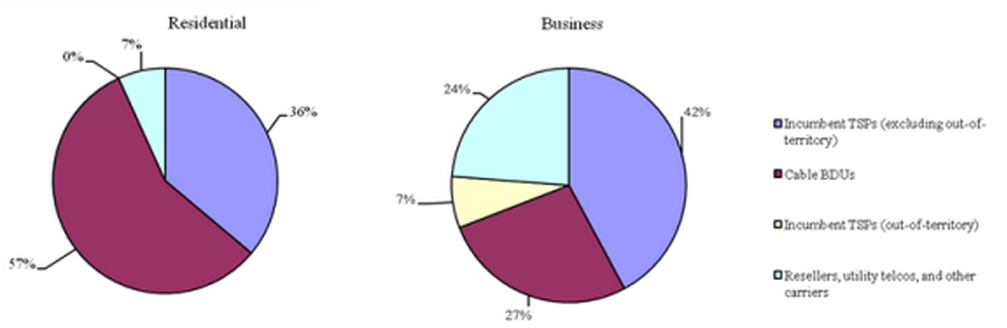 Residential
7%
0%
36%
57%
Business
24%
42%
7%
27%
Incumbent TSPs (excluding out-of-
territory)
Cable BDUs
Incumbent TSPs (out-of-territory)
Resellers, utility telcos, and other
carriers